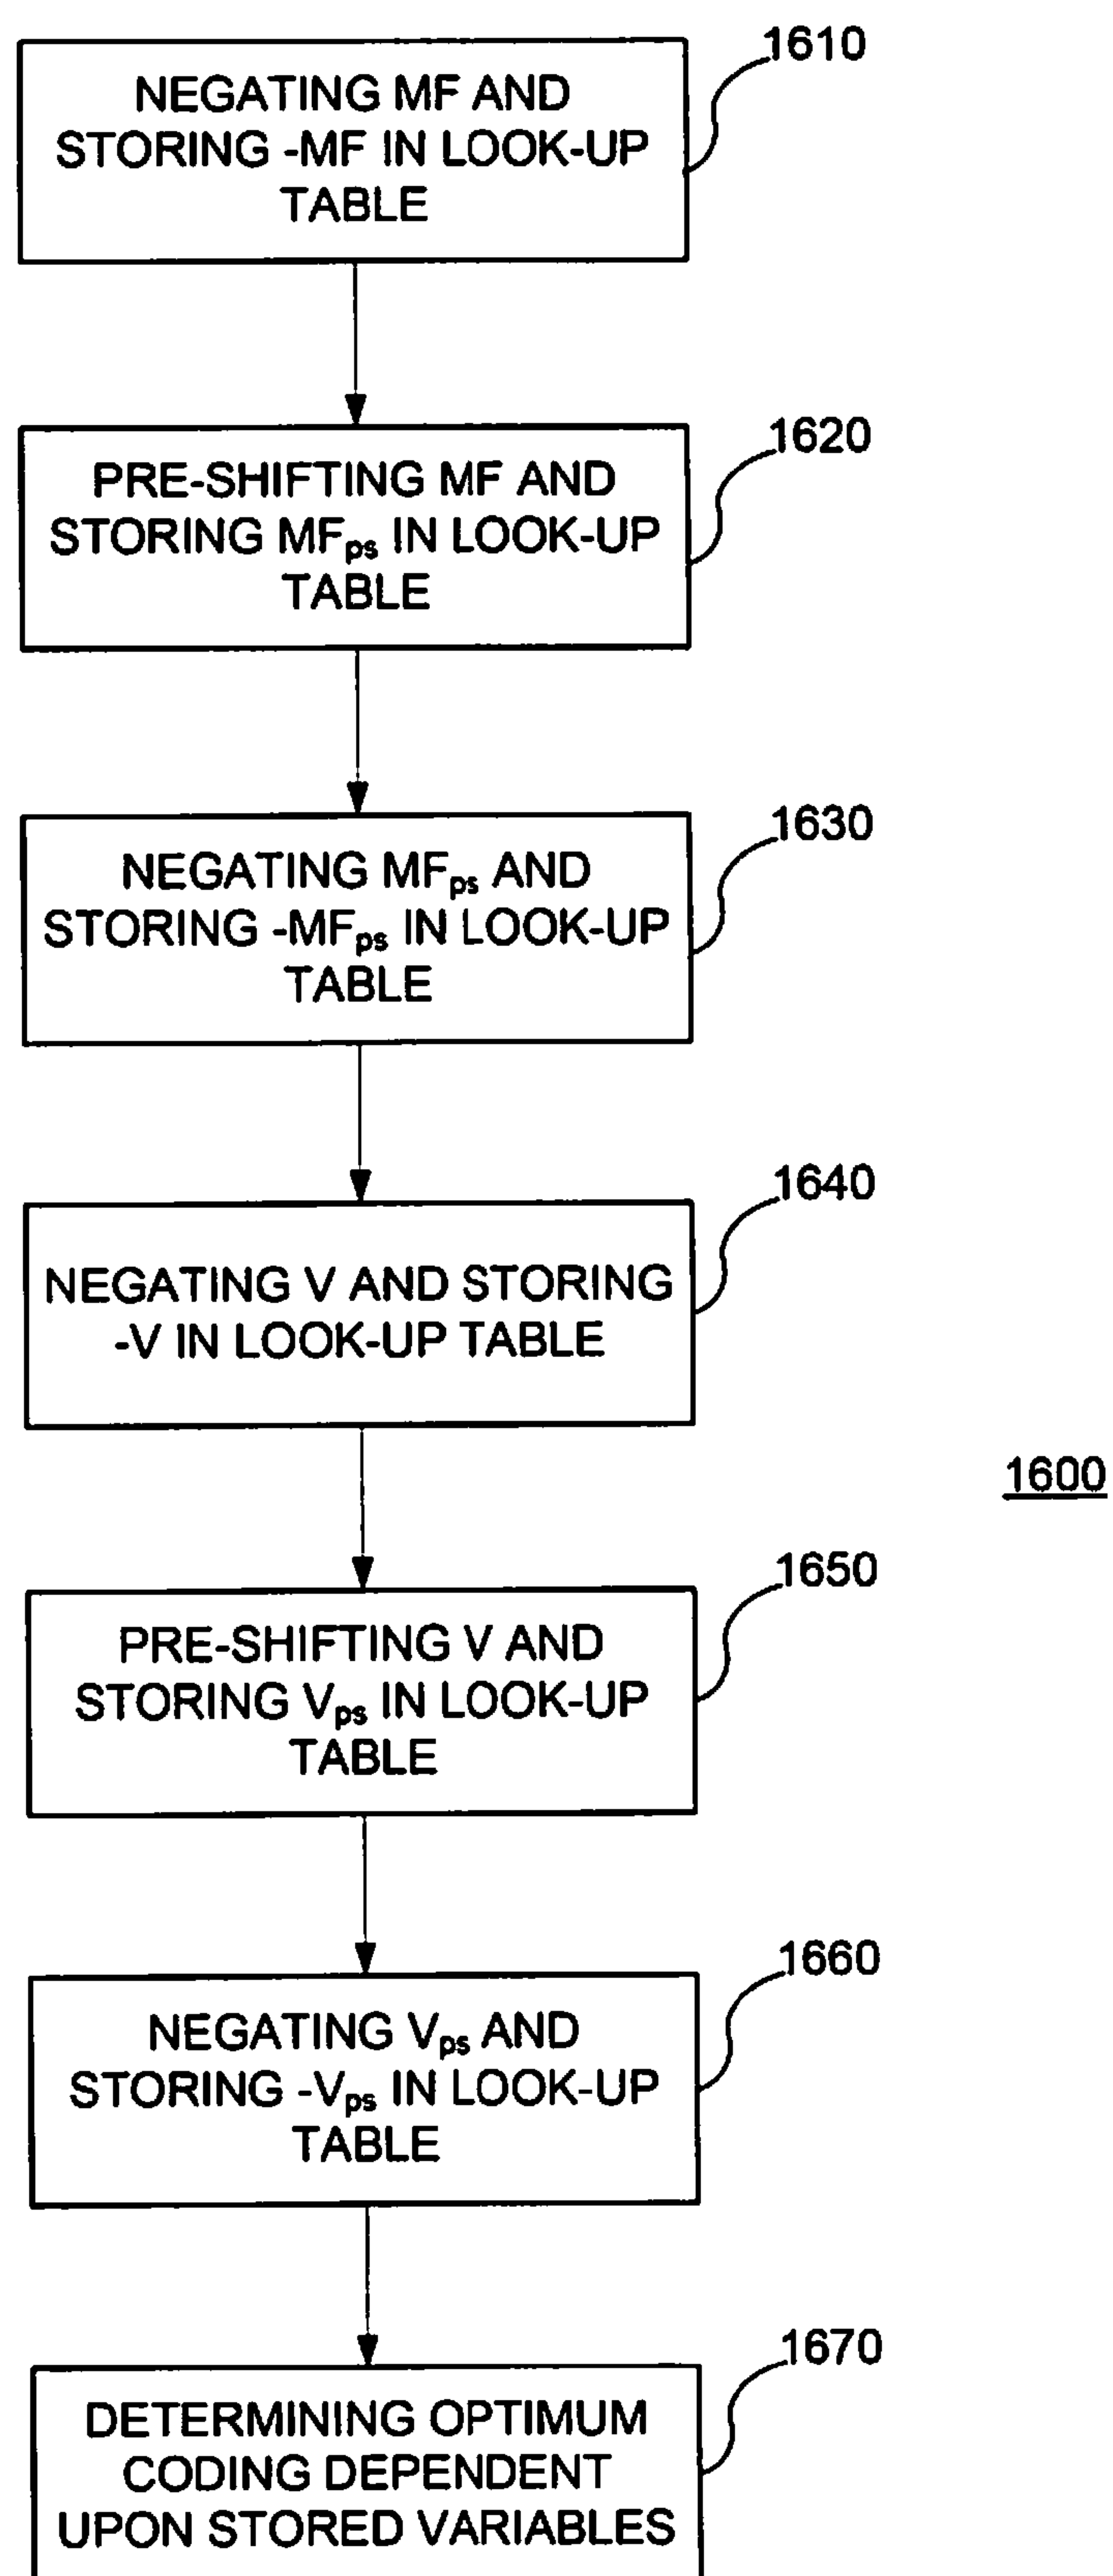 1610
NEGATING MF AND
STORING -MF IN LOOK-UP
TABLE
1620
PRE-SHIFTING MF AND
STORING MFps IN LOOK-UP
TABLE
1630
NEGATING MFps AND
STORING -MFps IN LOOK-UP
TABLE
1640
NEGATING V AND STORING
-V IN LOOK-UP TABLE
1600
1650
PRE-SHIFTING V AND
STORING Vps IN LOOK-UP
TABLE
1660
NEGATING Vps AND
STORING -Vps IN LOOK-UP
TABLE
1670
DETERMINING OPTIMUM
CODING DEPENDENT
UPON STORED VARIABLES